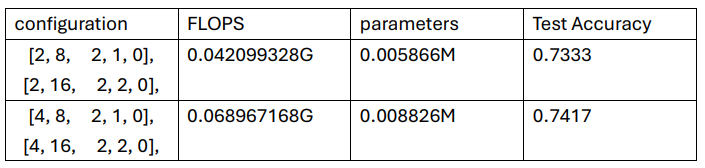 configuration FLOPS parameters Test Accuracy
[2, 8, 2, 1, 0], 0.042099328G 0.005866M 0.7333
[2, 16, 2, 2, 0],
[4, 8, 2, 1, 0], 0.068967168G 0.008826M 0.7417
[4, 16, 2, 2, 0],